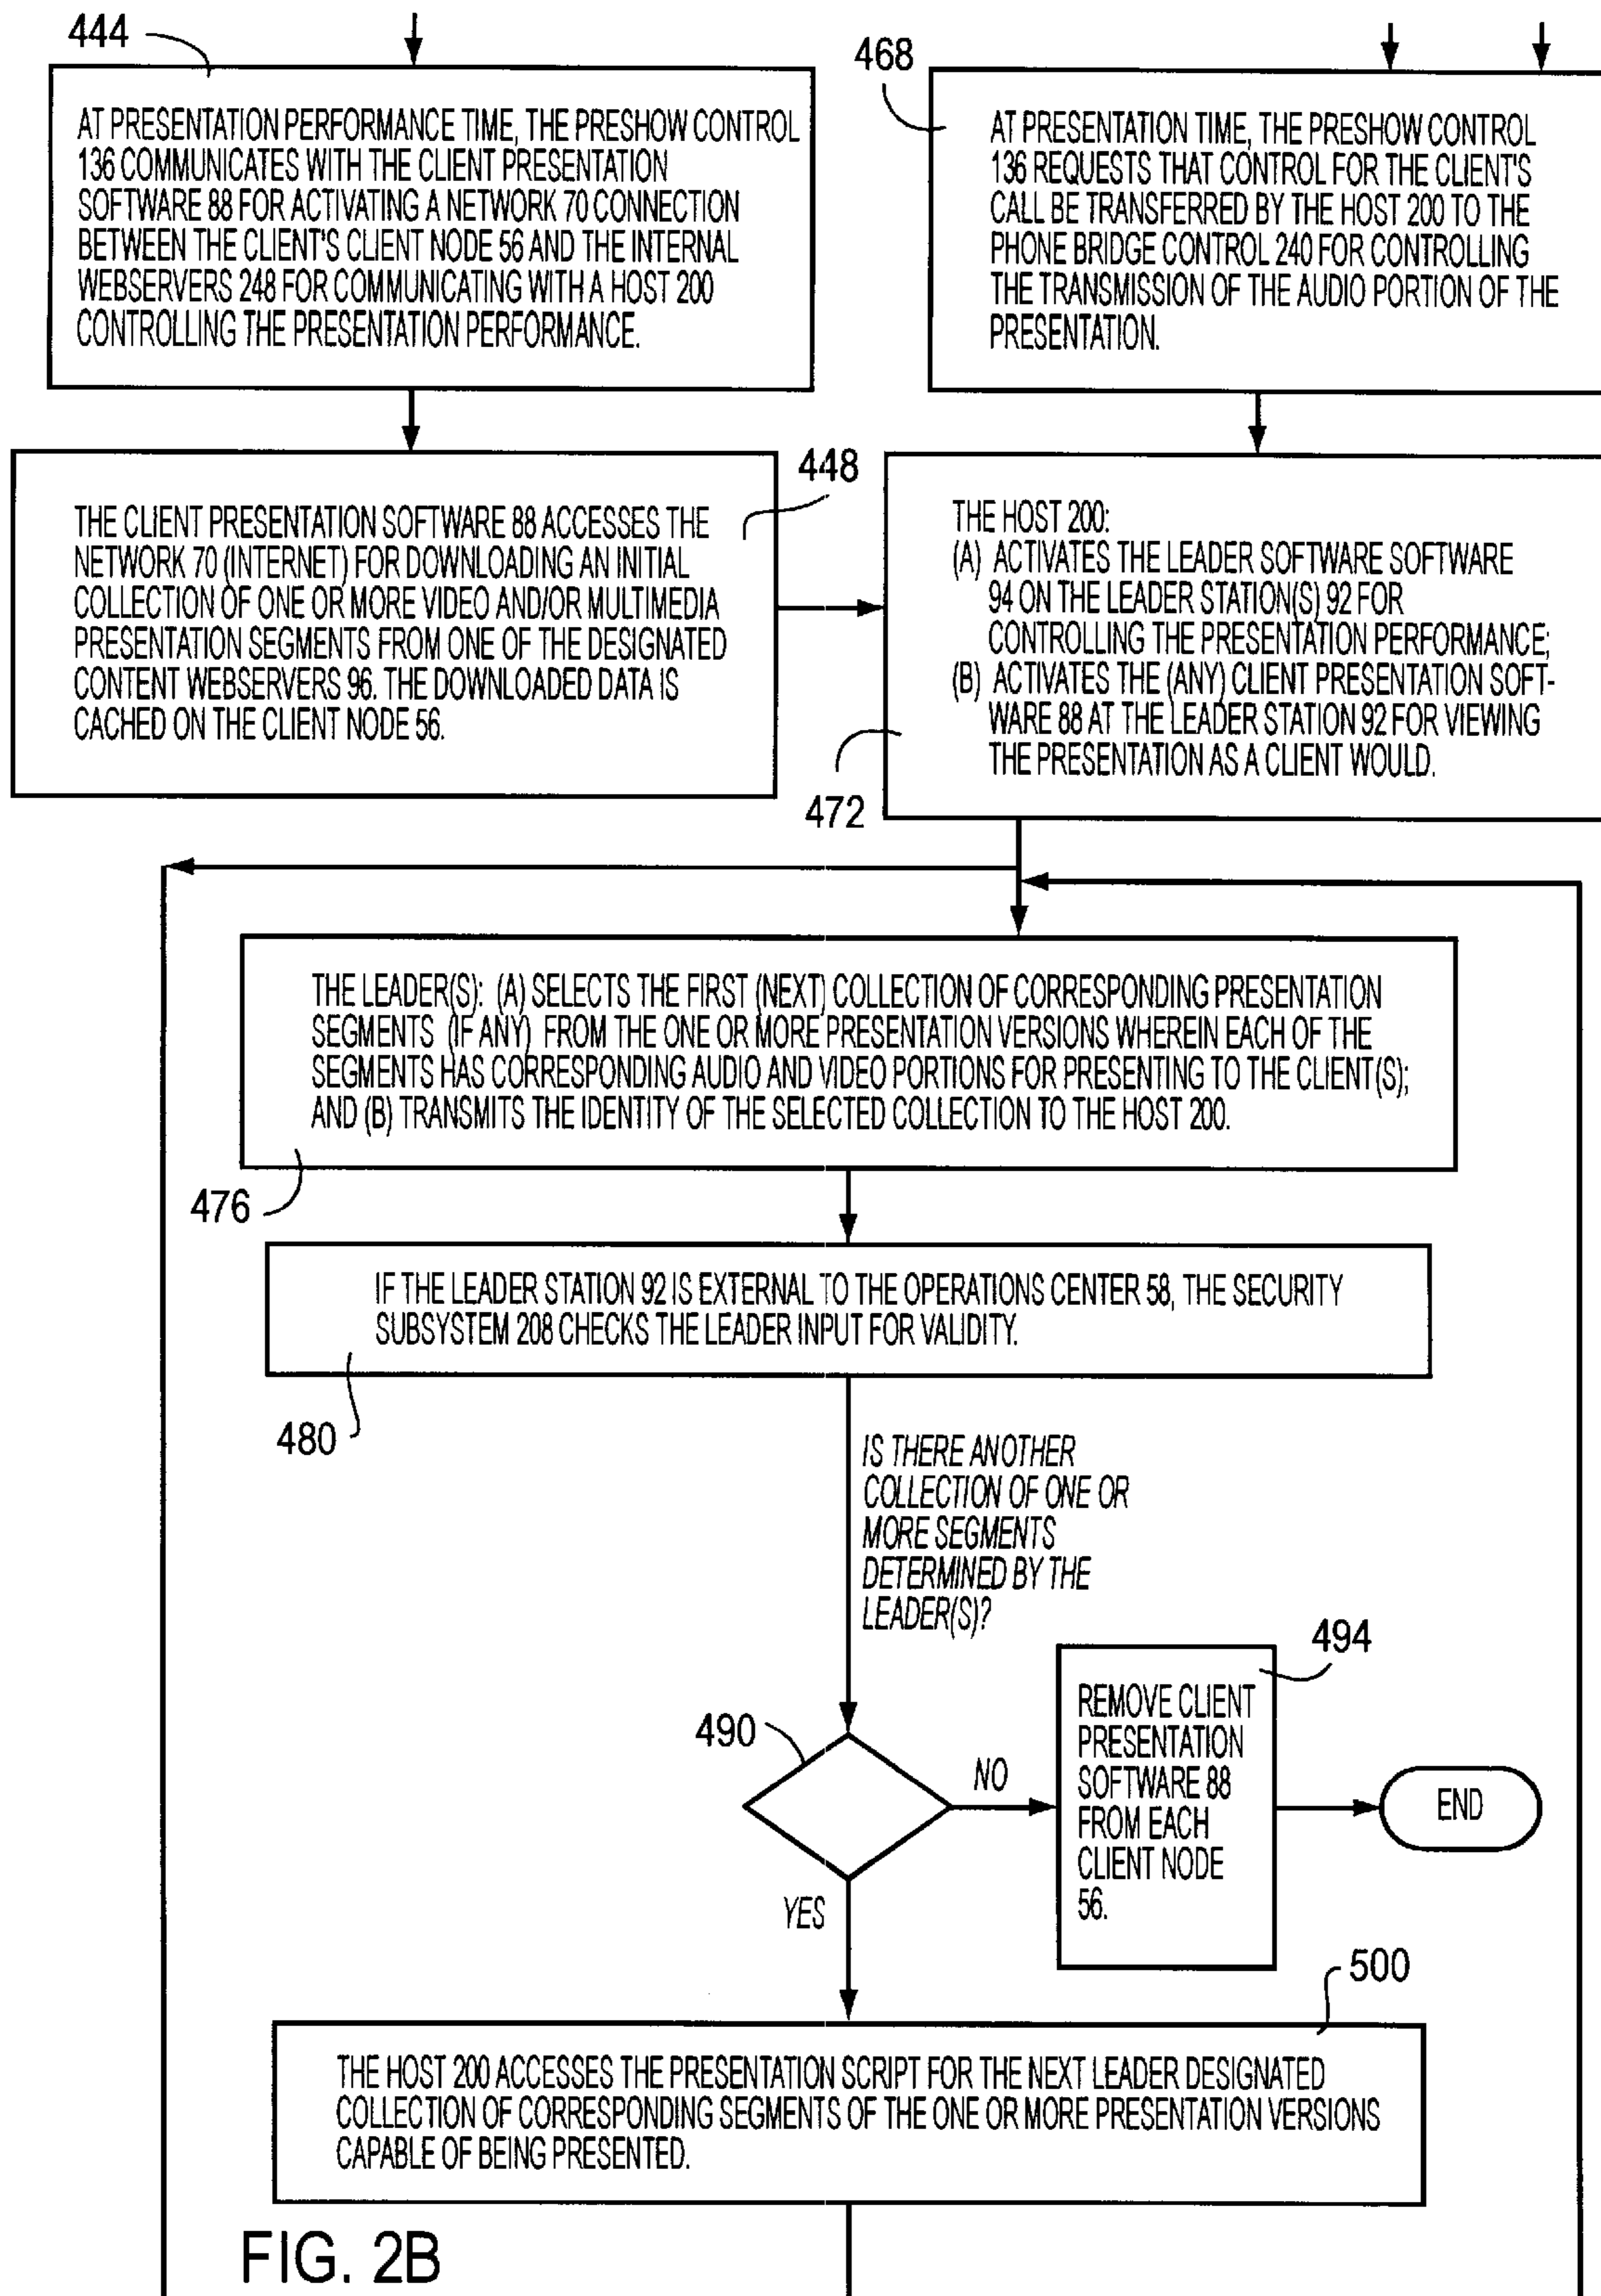 444
AT PRESENTATION PERFORMANCE TIME, THE PRESHOW CONTROL
136 COMMUNICATES WITH THE CLIENT PRESENTATION
SOFTWARE 88 FOR ACTIVATING A NETWORK 70 CONNECTION
BETWEEN THE CLIENT'S CLIENT NODE 56 AND THE INTERNAL
WEBSERVERS 248 FOR COMMUNICATING WITH A HOST 200
CONTROLLING THE PRESENTATION PERFORMANCE.
468
AT PRESENTATION TIME, THE PRESHOW CONTROL
136 REQUESTS THAT CONTROL FOR THE CLIENT'S
CALL BE TRANSFERRED BY THE HOST 200 TO THE
PHONE BRIDGE CONTROL 240 FOR CONTROLLING
THE TRANSMISSION OF THE AUDIO PORTION OF THE
PRESENTATION.
448
THE CLIENT PRESENTATION SOFTWARE 88 ACCESSES THE
NETWORK 70 (INTERNET) FOR DOWNLOADING AN INITIAL
COLLECTION OF ONE OR MORE VIDEO AND/OR MULTIMEDIA
PRESENTATION SEGMENTS FROM ONE OF THE DESIGNATED
CONTENT WEBSERVERS 96. THE DOWNLOADED DATA IS
CACHED ON THE CLIENT NODE 56.
THE HOST 200:
(A) ACTIVATES THE LEADER SOFTWARE SOFTWARE
94 ON THE LEADER STATION(S) 92 FOR
CONTROLLING THE PRESENTATION PERFORMANCE;
(B) ACTIVATES THE (ANY) CLIENT PRESENTATION SOFT-
WARE 88 AT THE LEADER STATION 92 FOR VIEWING
THE PRESENTATION AS A CLIENT WOULD.
472
THE LEADER(S): (A) SELECTS THE FIRST (NEXT) COLLECTION OF CORRESPONDING PRESENTATION
SEGMENTS (IF ANY) FROM THE ONE OR MORE PRESENTATION VERSIONS WHEREIN EACH OF THE
SEGMENTS HAS CORRESPONDING AUDIO AND VIDEO PORTIONS FOR PRESENTING TO THE CLIENT(S);
AND (B) TRANSMITS THE IDENTITY OF THE SELECTED COLLECTION TO THE HOST 200.
476
IF THE LEADER STATION 92 IS EXTERNAL TO THE OPERATIONS CENTER 58, THE SECURITY
SUBSYSTEM 208 CHECKS THE LEADER INPUT FOR VALIDITY.
480
IS THERE ANOTHER
COLLECTION OF ONE OR
MORE SEGMENTS
DETERMINED BY THE
LEADER(S)?
490
NO
YES
494
REMOVE CLIENT
PRESENTATION
SOFTWARE 88
FROM EACH
CLIENT NODE
56.
END
500
THE HOST 200 ACCESSES THE PRESENTATION SCRIPT FOR THE NEXT LEADER DESIGNATED
COLLECTION OF CORRESPONDING SEGMENTS OF THE ONE OR MORE PRESENTATION VERSIONS
CAPABLE OF BEING PRESENTED.
FIG. 2B